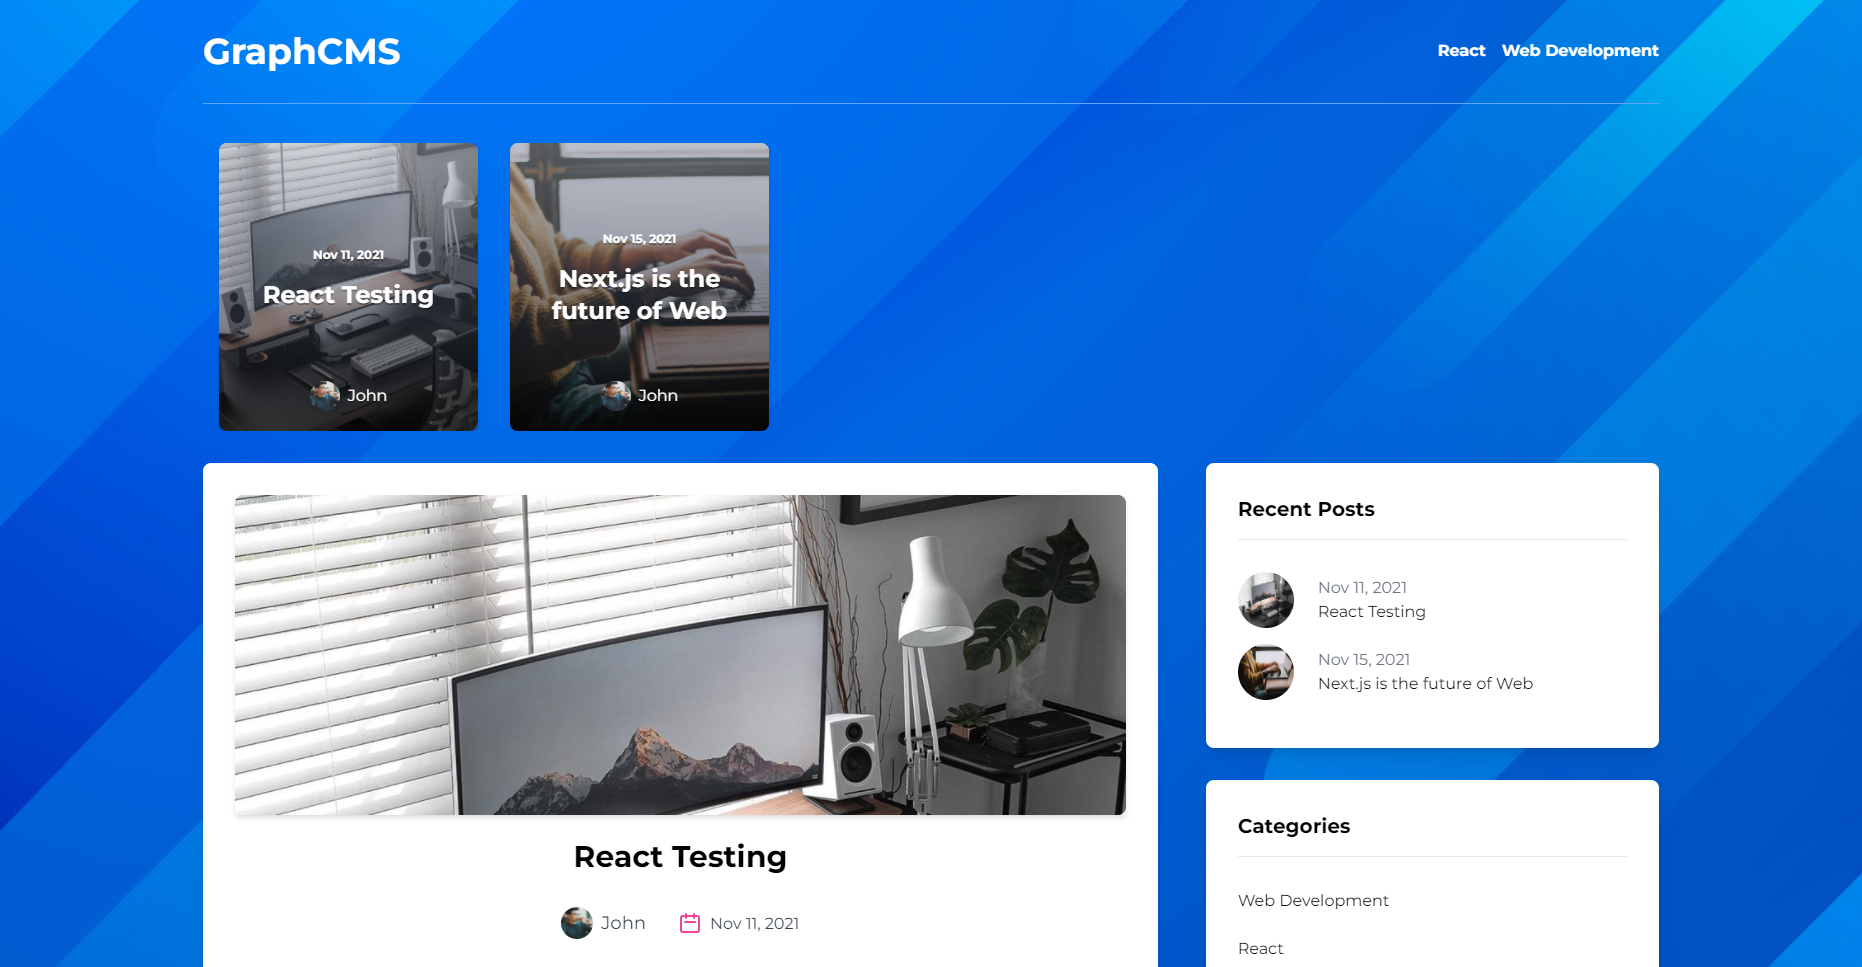 GraphCMS
React
Web Development
Nov 11, 2021
React Testing
John
Nov 15, 2021
Next.js is the
future of Web
John
React Testing
John
Nov 11, 2021
Recent Posts
Nov 11, 2021
React Testing
Nov 15, 2021
Next.js is the future of Web
Categories
Web Development
React